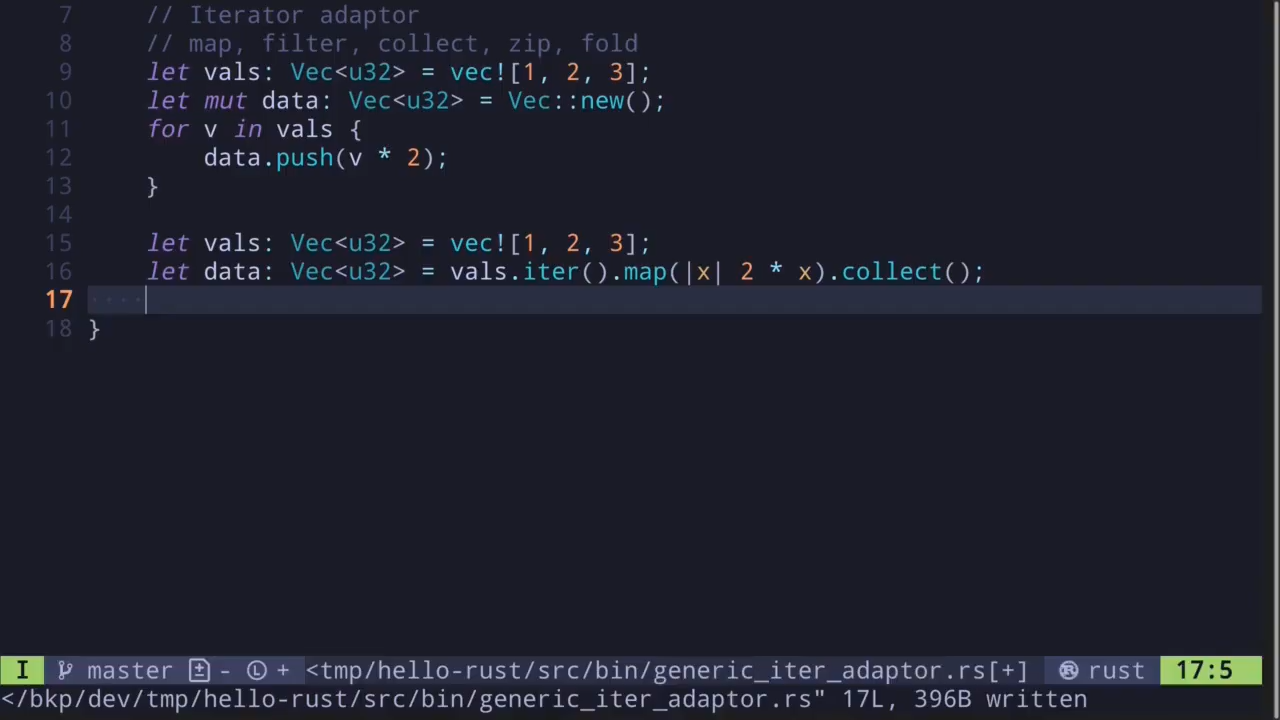 7 // Iterator adaptor
8 // map, filter, collect, zip, fold
9 let vals: Vec<u32> = vec![1, 2, 3];
10 let mut data: Vec<u32> = Vec::new();
11 for v in vals {
12 data.push(v * 2);
13 }
14
15 let vals: Vec<u32> = vec![1, 2, 3];
16 let data: Vec<u32> = vals.iter().map(|x| 2 * x).collect();
17
18 }
I master - L + <tmp/hello-rust/src/bin/generic_iter_adaptor.rs[+] rust 17:5
</bkp/dev/tmp/hello-rust/src/bin/generic_iter_adaptor.rs" 17L, 396B written